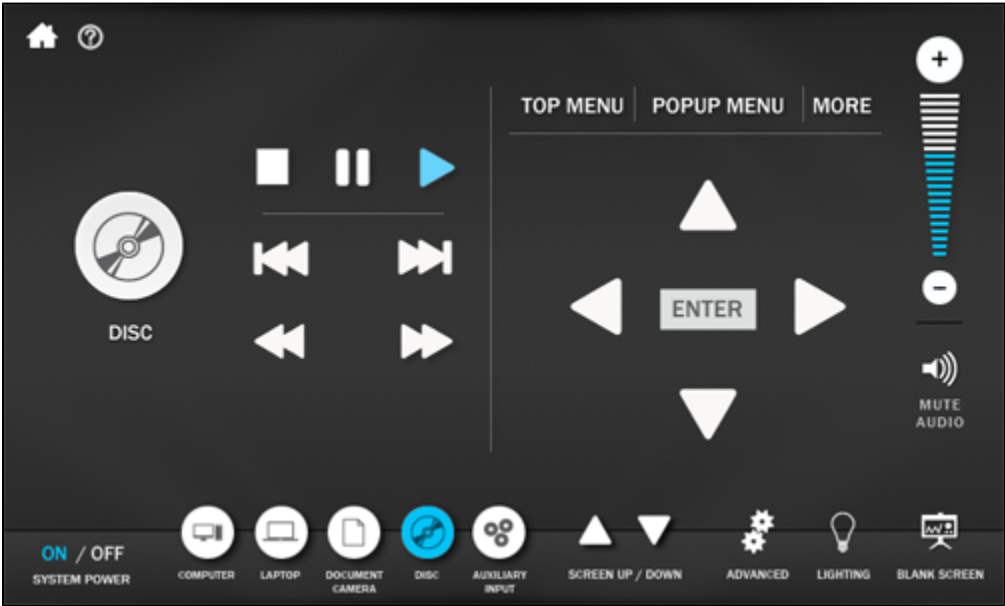 TOP MENU
POPUP MENU
MORE
ENTER
DISC
MUTE
AUDIO
ON / OFF
SYSTEM POWER
COMPUTER
LAPTOP
DOCUMENT
CAMERA
DISC
AUXILIARY
INPUT
SCREEN UP / DOWN
ADVANCED
LIGHTING
BLANK SCREEN